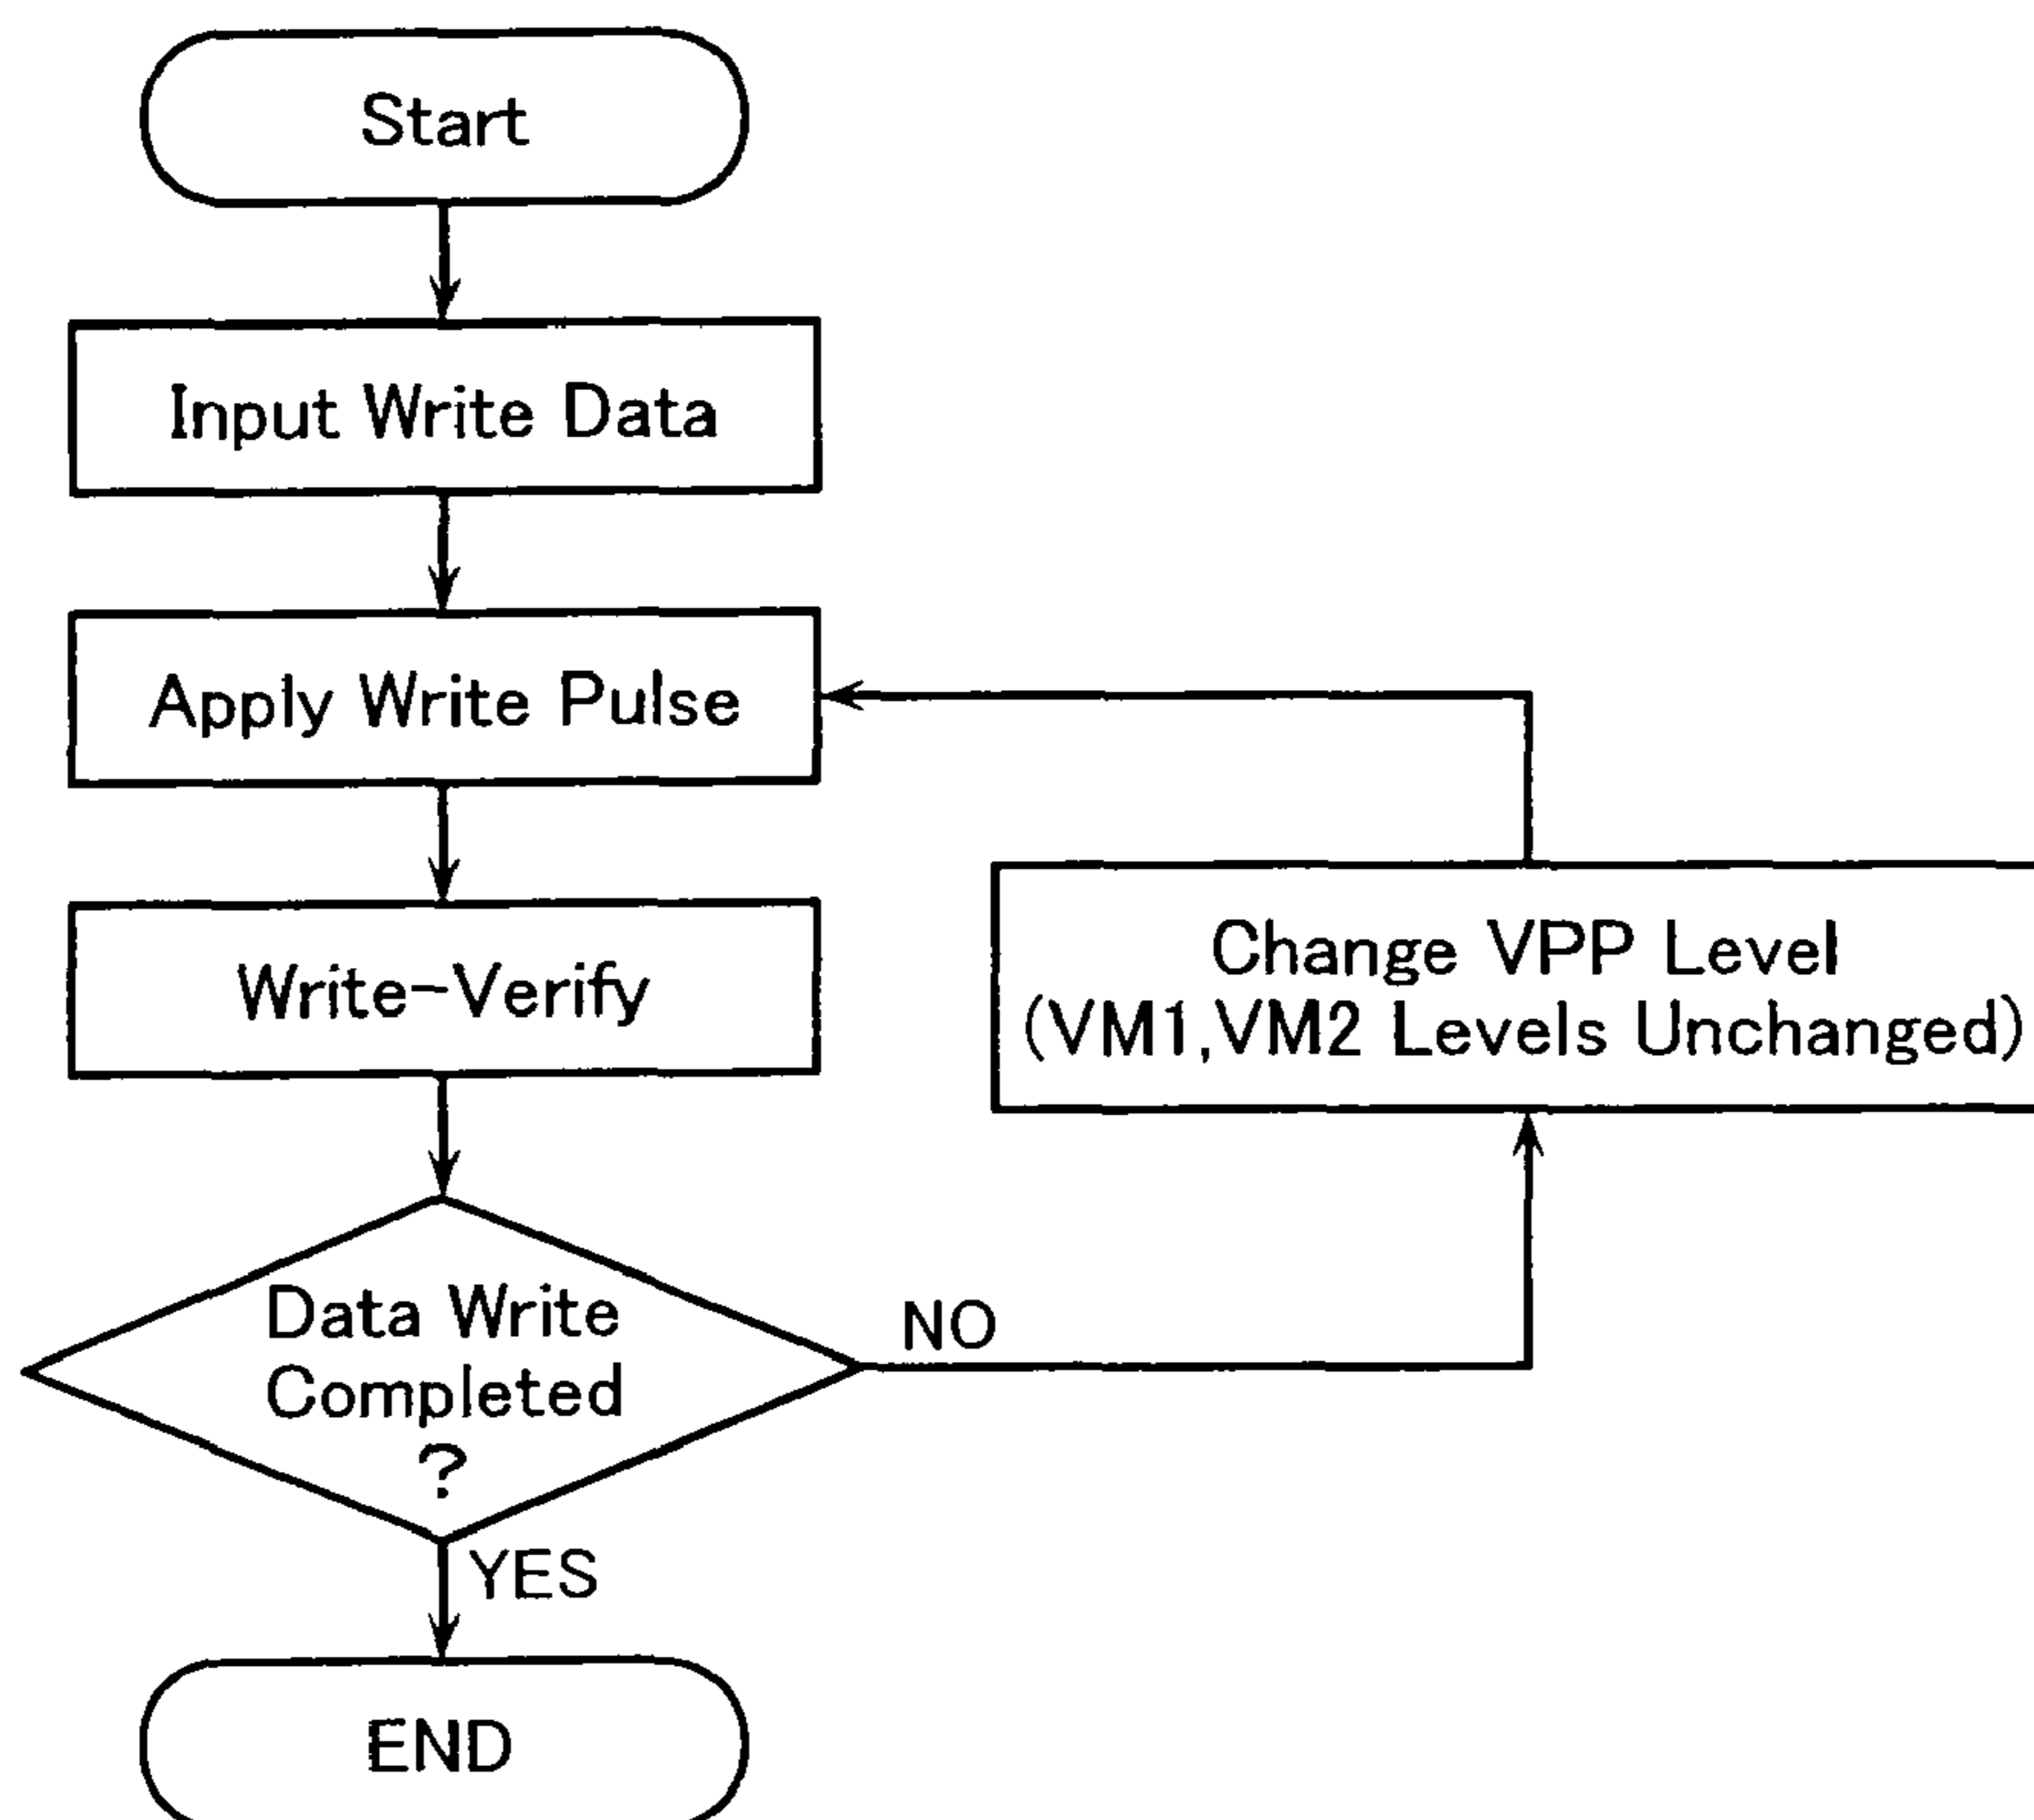 Start
Input Write Data
Apply Write Pulse
Write-Verify
Change VPP Level
(VM1,VM2 Levels Unchanged)
Data Write
Completed
?
NO
YES
END